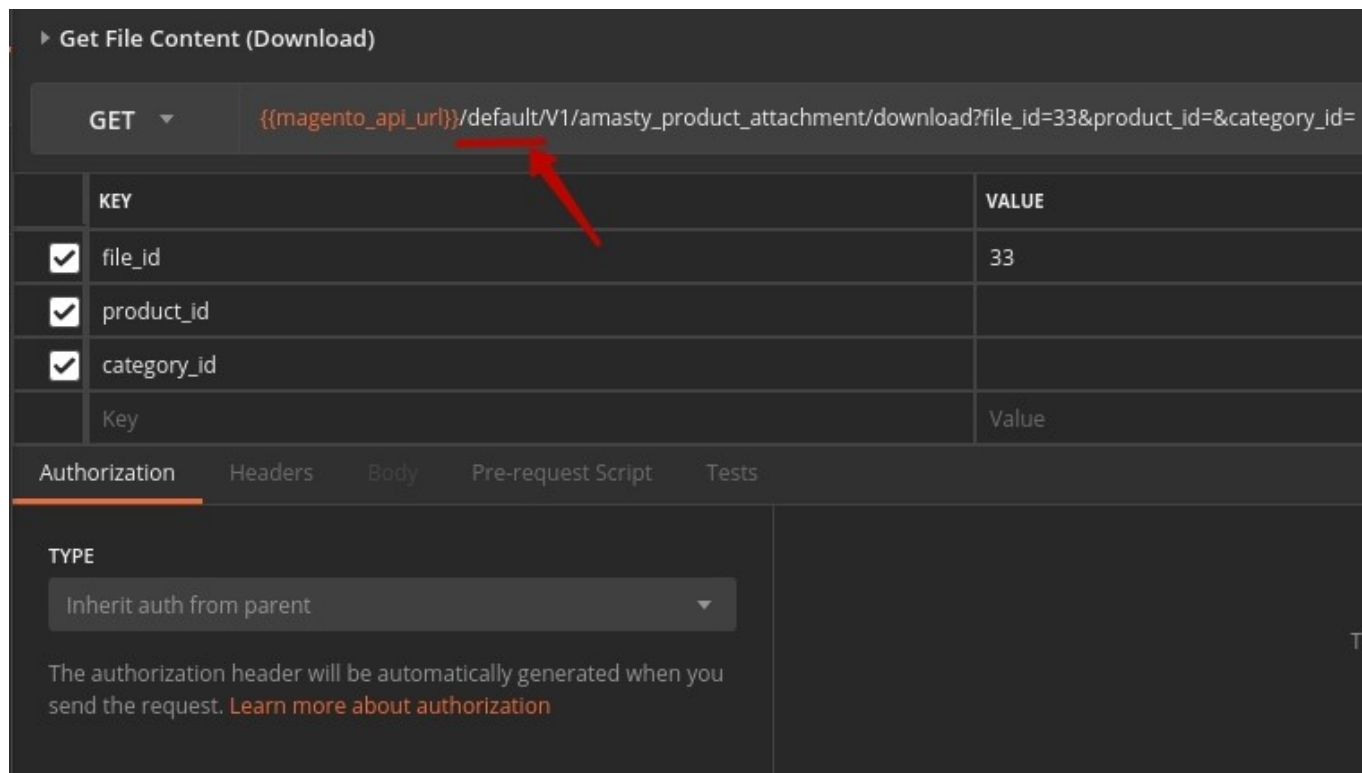 Get File Content (Download)
GET {{magento_api_url}}/default/V1/amasty_product_attachment/download?file_id=33&product_id=&category_id=
KEY VALUE
file_id 33
product_id
category_id
Key Value
Authorization Headers Body Pre-request Script Tests
TYPE
Inherit auth from parent
T
The authorization header will be automatically generated when you
send the request. Learn more about authorization